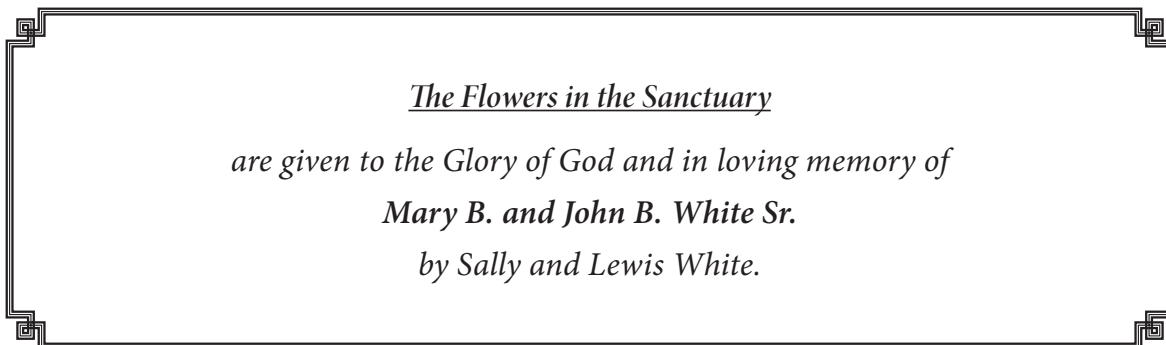 The Flowers in the Sanctuary
are given to the Glory of God and in loving memory of
Mary B. and John B. White Sr.
by Sally and Lewis White.